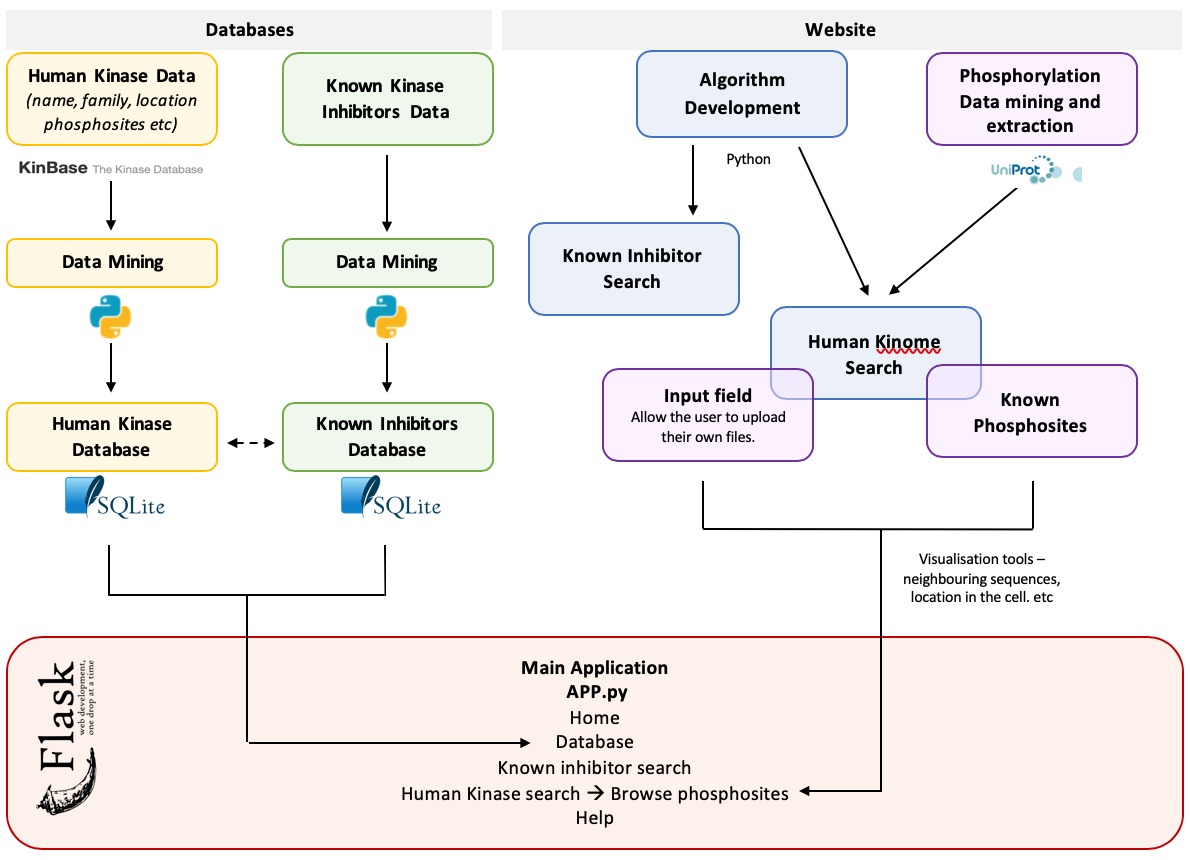 Databases
Website
Human Kinase Data
(name, family, location
phosphosites etc)
KinBase The Kinase Database
Known Kinase
Inhibitors Data
Algorithm
Development
Phosphorylation
Data mining and
extraction
Python
UniProt
Data Mining
Data Mining
Known Inhibitor
Search
Human Kinome
Search
Human Kinase
Database
Known Inhibitors
Database
Input field
Allow the user to upload
their own files.
Known
Phosphosites
SQLite
SQLite
Visualisation tools –
neighbouring sequences,
location in the cell. etc
Flask
web development,
one drop at a time
Main Application
APP.py
Home
Database
Known inhibitor search
Human Kinase search → Browse phosphosites
Help